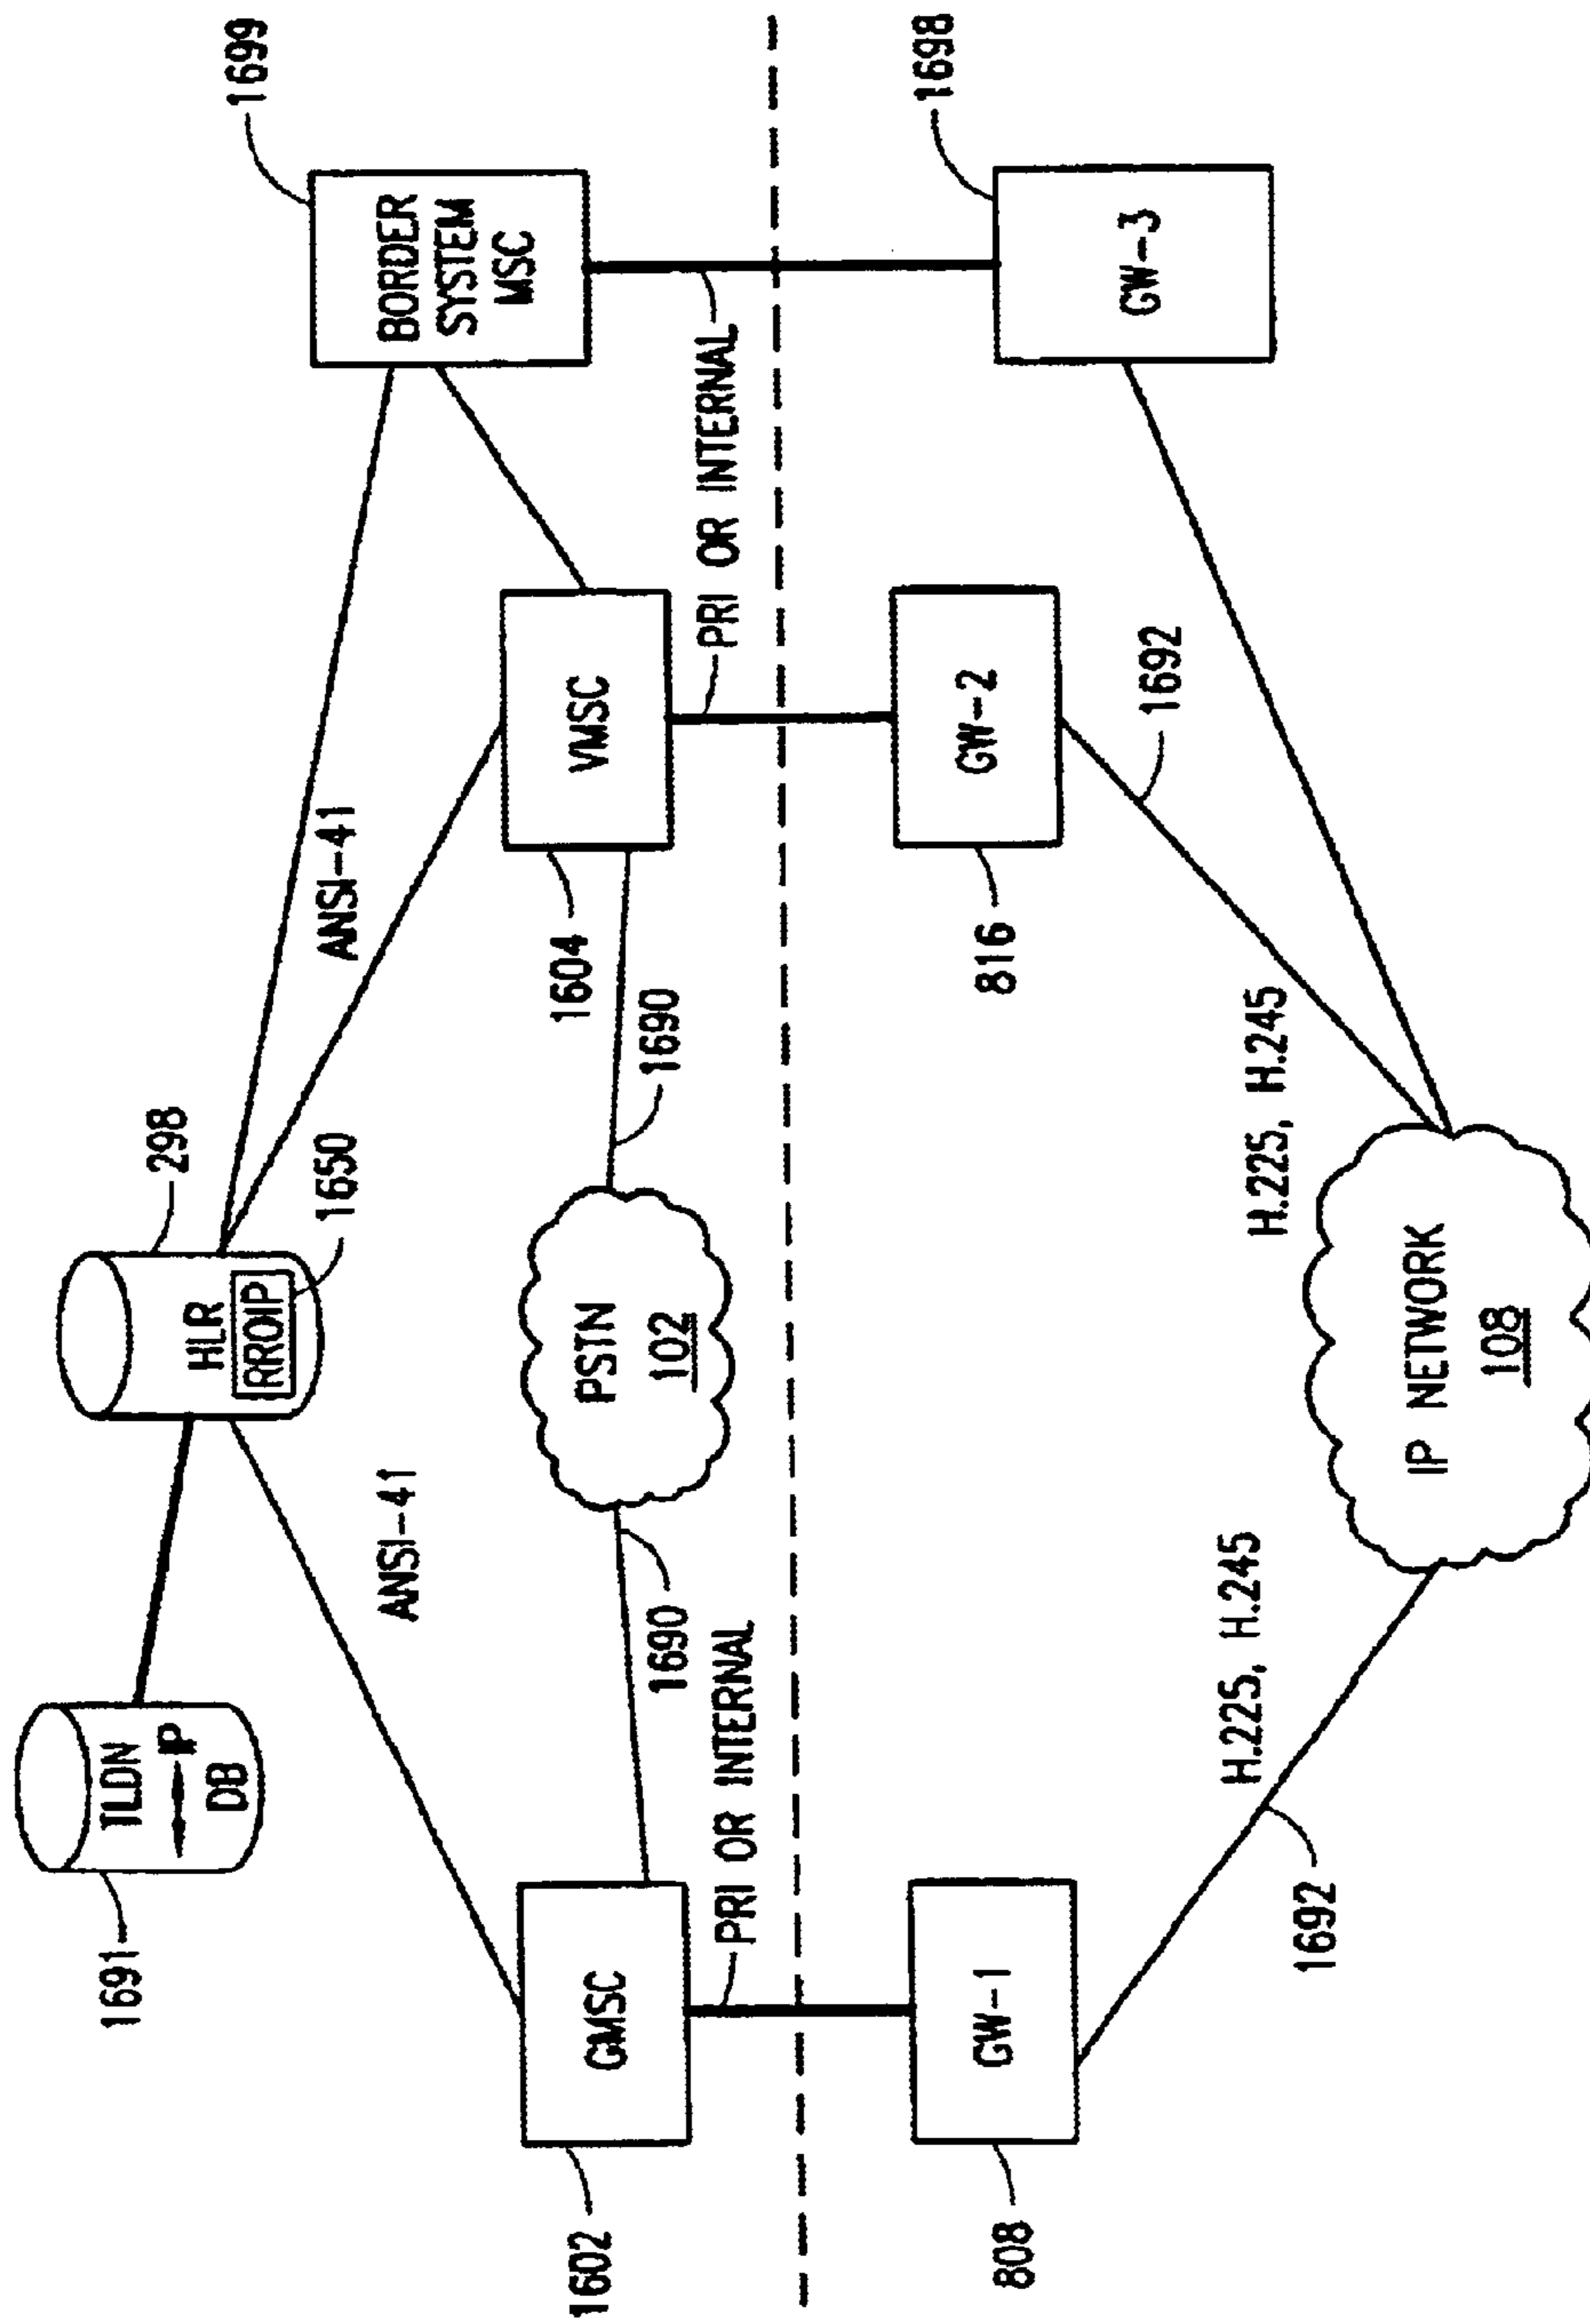 1691
TLDN
IP
DB
298
HLR
RROIP
1650
1699
BORDER
SYSTEM
MSC
ANSI-41
ANSI-41
1602
GMSC
1690
PSTN
102
1690
1604
VMSC
PRI OR INTERNAL
PRI OR INTERNAL
808
GW-1
816
GW-2
1698
GW-3
1692
H.225, H.245
H.225, H.245
1692
IP NETWORK
108